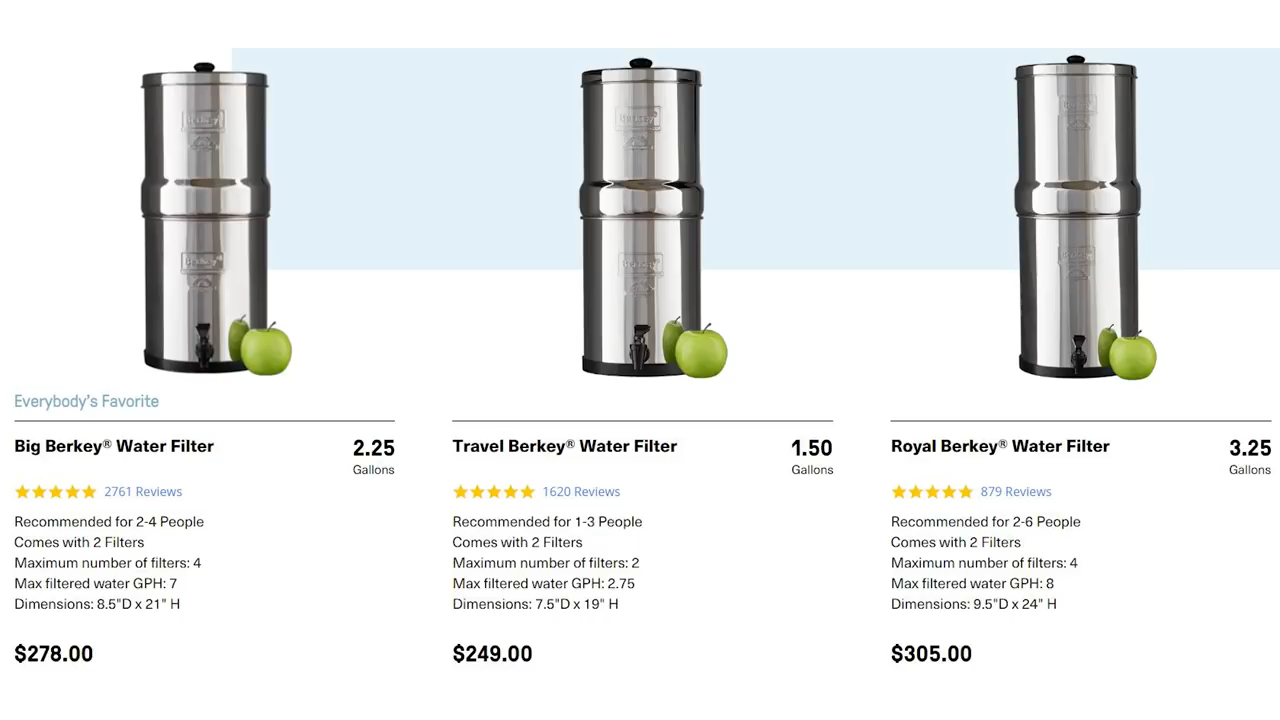 Berkey
Berkey
Berkey
Berkey
Everybody's Favorite
Big Berkey® Water Filter
2.25
Gallons
2761 Reviews
Recommended for 2-4 People
Comes with 2 Filters
Maximum number of filters: 4
Max filtered water GPH: 7
Dimensions: 8.5"D x 21" H
$278.00
Travel Berkey® Water Filter
1.50
Gallons
1620 Reviews
Recommended for 1-3 People
Comes with 2 Filters
Maximum number of filters: 2
Max filtered water GPH: 2.75
Dimensions: 7.5"D x 19" H
$249.00
Royal Berkey® Water Filter
3.25
Gallons
879 Reviews
Recommended for 2-6 People
Comes with 2 Filters
Maximum number of filters: 4
Max filtered water GPH: 8
Dimensions: 9.5"D x 24" H
$305.00